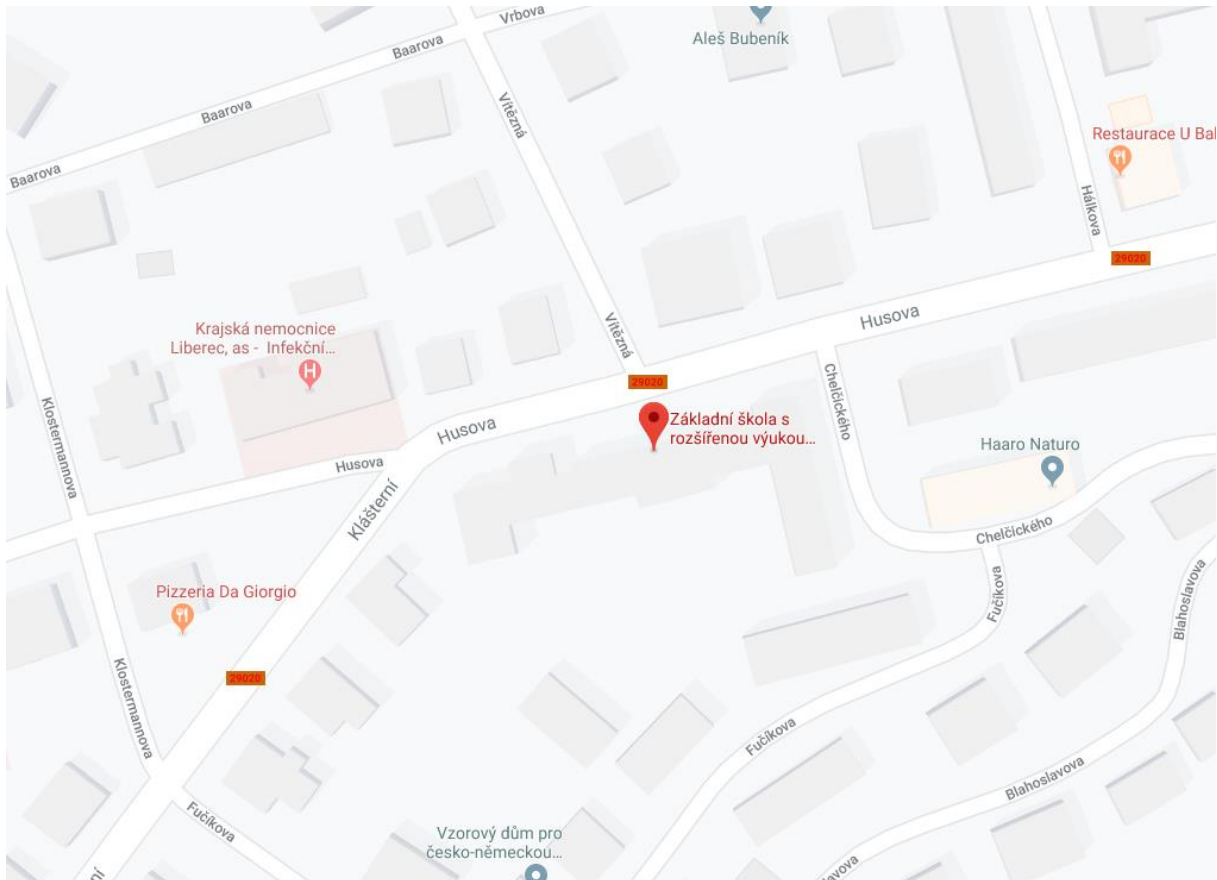 Vrbova
Aleš Bubeník
Baarova
Baarova
Vítězná
Restaurace U Bal
Baarova
Hálkova
29020
Husova
Krajská nemocnice
Liberec, as - Infekční...
Vítězná
29020
Chelčického
Klostermannova
Husova
Základní škola s
rozšířenou výukou...
Haaro Naturo
Husova
Klášterní
Chelčického
Fučíkova
Blahoslavova
Pizzeria Da Giorgio
29020
Klostermannova
Fučíkova
Blahoslavova
Fučíkova
Vzorový dům pro
česko-německou...